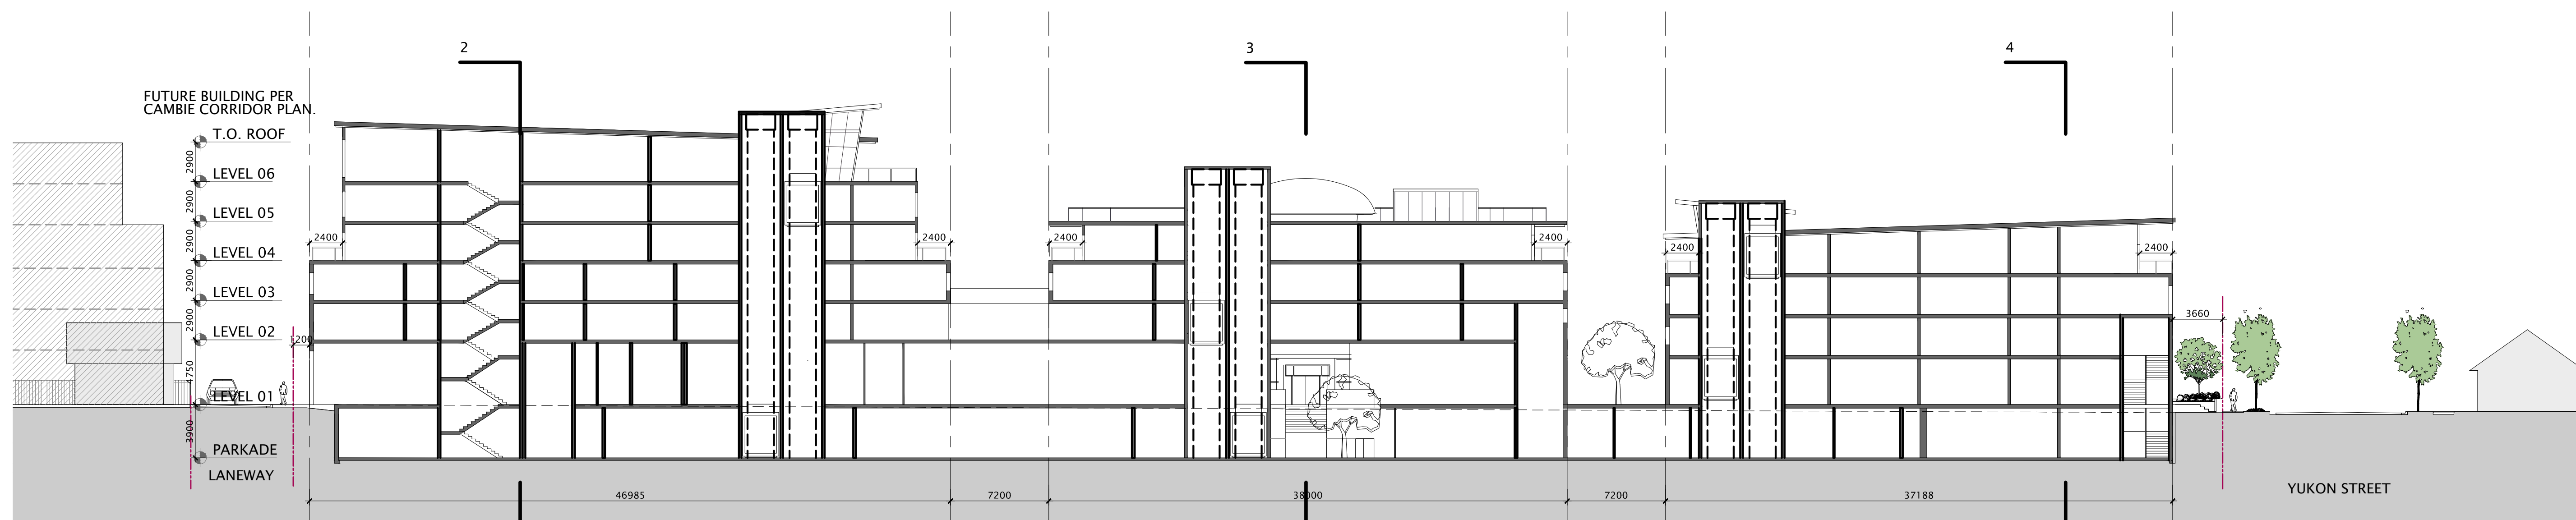 2
3
4
FUTURE BUILDING PER
CAMBIE CORRIDOR PLAN.
T.O. ROOF
2900
LEVEL 06
2900
LEVEL 05
2900
2400
2400
2400
2400
2400
2400
LEVEL 04
2900
LEVEL 03
2900
LEVEL 02
3660
4750
LEVEL 01
3900
PARKADE
LANEWAY
YUKON STREET
46985
7200
38000
7200
37188